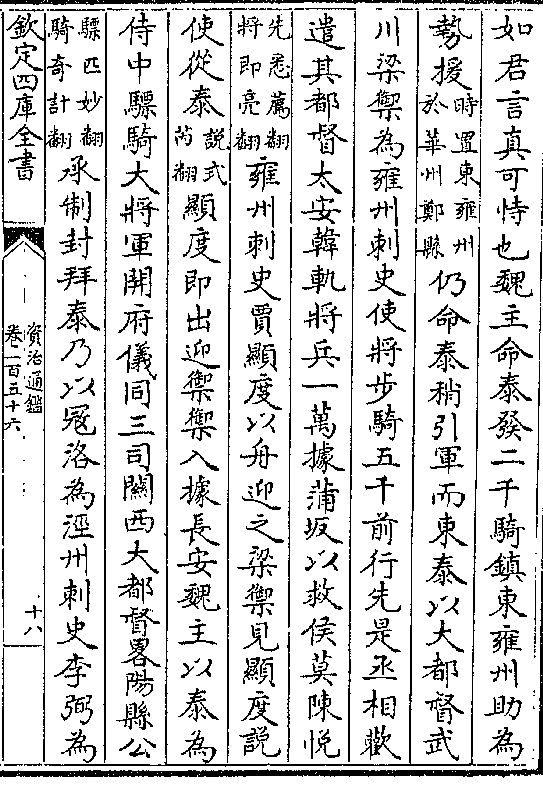 如君言真可恃也魏主命泰發二千騎鎮東雍州助為
勢援時置東雍州於華州鄭縣仍命泰稍引軍而東泰以大都督武
川梁禦為雍州刺史使將步騎五千前行先是丞相歡
遣其都督太安韓軌將兵一萬據蒲坂以救侯莫陳悅
先悉薦翻將即亮翻雍州刺史賈顯度以舟迎之梁禦見顯度說
使從泰說式芮翻顯度即出迎禦禦入據長安魏主以泰為
侍中驃騎大將軍開府儀同三司關西大都督畧陽縣公
驃匹妙翻騎奇計翻承制封拜泰乃以寇洛為涇州刺史李弼為
欽定四庫全書
資治通鑑
卷一百五十六
十八